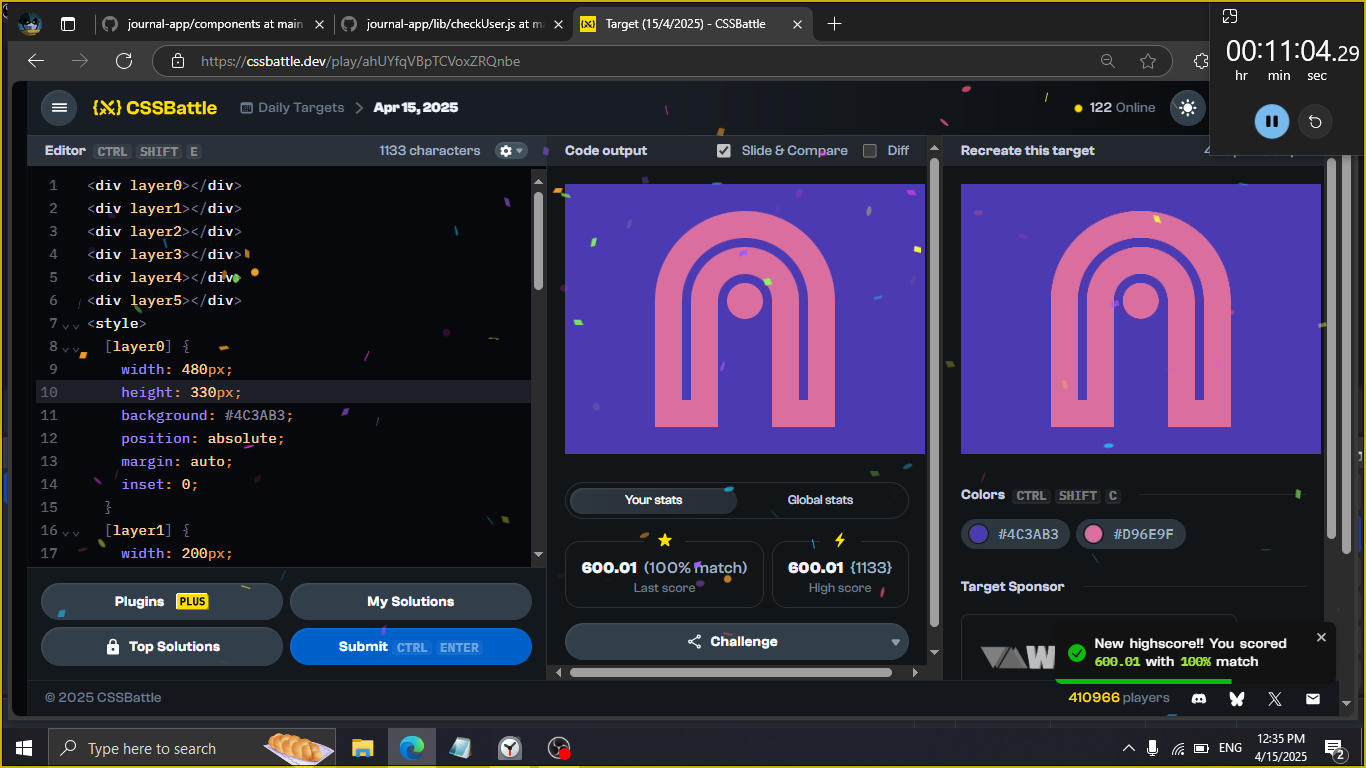 journal-app/components at main
journal-app/lib/checkUser.js at ma
Target (15/4/2025) - CSSBattle
https://cssbattle.dev/play/ahUYfqVBpTCVoxZRQnbe
00:11:04.29
hr min sec
CSSBattle
Daily Targets > Apr 15, 2025
122 Online
Editor CTRL SHIFT E
1133 characters
Code output
Slide & Compare
Diff
Recreate this target
1 <div layer0></div>
2 <div layer1></div>
3 <div layer2></div>
4 <div layer3></div>
5 <div layer4></div>
6 <div layer5></div>
7 <style>
8 [layer0] {
9 width: 480px;
10 height: 330px;
11 background: #4C3AB3;
12 position: absolute;
13 margin: auto;
14 inset: 0;
15 }
16 [layer1] {
17 width: 200px;
Plugins PLUS
My Solutions
Top Solutions
Submit CTRL ENTER
Your stats
Global stats
600.01 (100% match)
Last score
600.01 {1133}
High score
Challenge
Colors CTRL SHIFT C
#4C3AB3
#D96E9F
Target Sponsor
New highscore!! You scored
600.01 with 100% match
© 2025 CSSBattle
410966 players
Type here to search
ENG
12:35 PM
4/15/2025
2